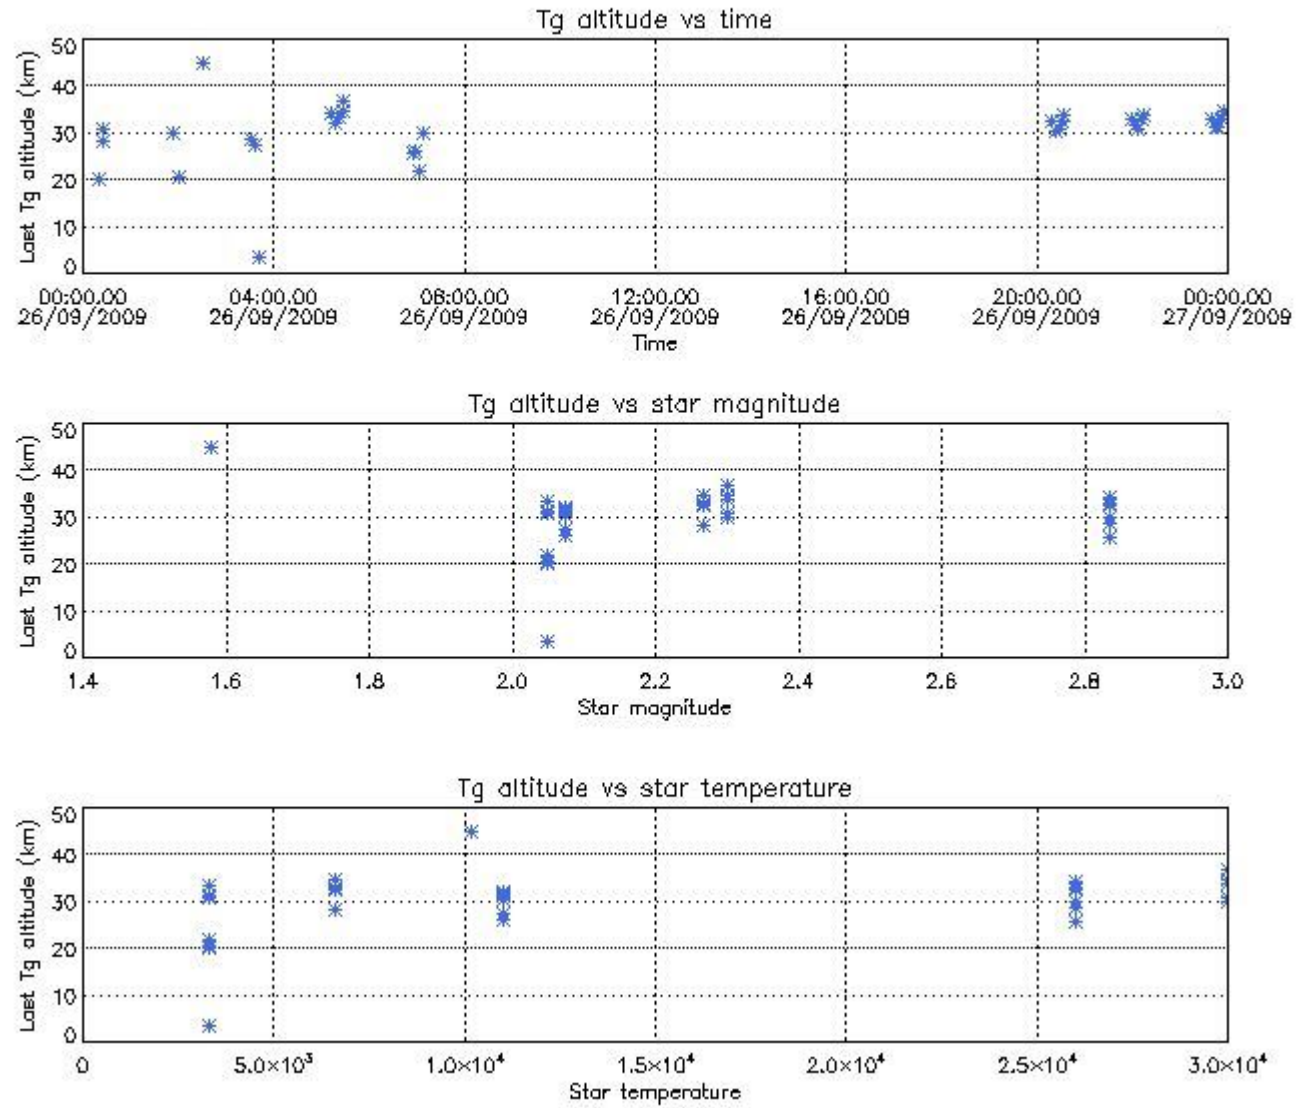 Tg altitude vs time
Last Tg altitude (km)
50
40
30
20
10
0
00:00.00 04:00.00 08:00.00 12:00.00 16:00.00 20:00.00 00:00.00
26/09/2009 26/09/2009 26/09/2009 26/09/2009 26/09/2009 26/09/2009 27/09/2009
Time
Tg altitude vs star magnitude
Last Tg altitude (km)
50
40
30
20
10
0
1.4 1.6 1.8 2.0 2.2 2.4 2.6 2.8 3.0
Star magnitude
Tg altitude vs star temperature
Last Tg altitude (km)
50
40
30
20
10
0
0 5.0×10³ 1.0×10⁴ 1.5×10⁴ 2.0×10⁴ 2.5×10⁴ 3.0×10⁴
Star temperature